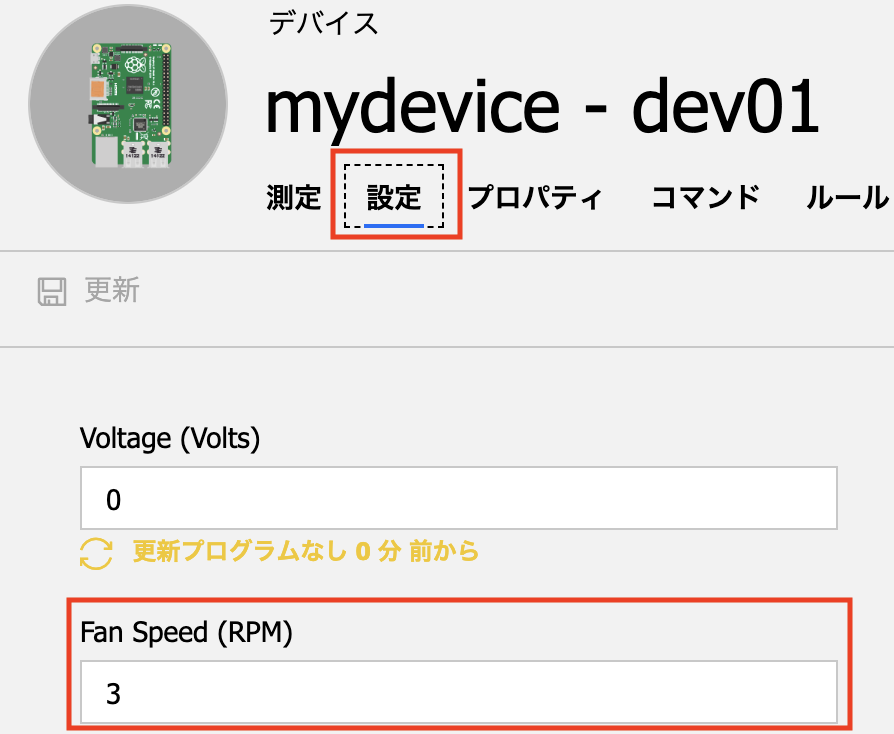 デバイス
mydevice - dev01
測定 設定 プロパティ コマンド ルール
更新
Voltage (Volts)
0
更新プログラムなし 0 分 前から
Fan Speed (RPM)
3